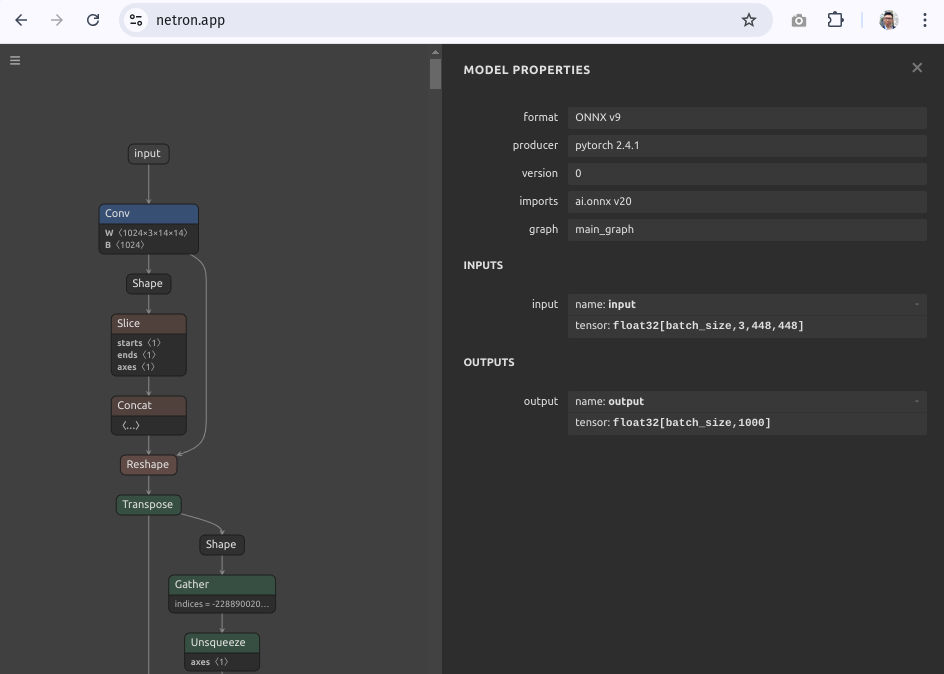 netron.app
input
Conv
W 〈1024×3×14×14〉
B 〈1024〉
Shape
Slice
starts 〈1〉
ends 〈1〉
axes 〈1〉
Concat
〈...〉
Reshape
Transpose
Shape
Gather
indices = -228890020...
Unsqueeze
axes 〈1〉
MODEL PROPERTIES
format ONNX v9
producer pytorch 2.4.1
version 0
imports ai.onnx v20
graph main_graph
INPUTS
input name: input -
tensor: float32[batch_size,3,448,448]
OUTPUTS
output name: output -
tensor: float32[batch_size,1000]